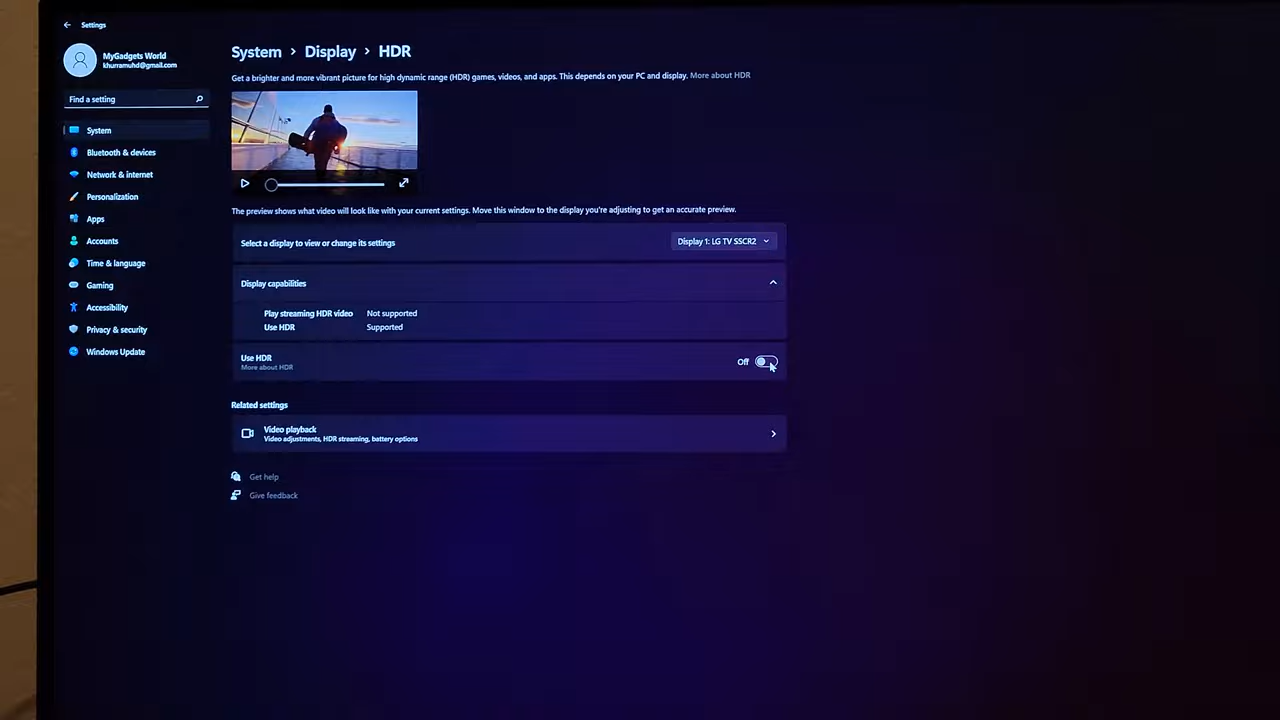 Settings
MyGadgets World
khurramuhd@gmail.com
Find a setting
System
Bluetooth & devices
Network & internet
Personalization
Apps
Accounts
Time & language
Gaming
Accessibility
Privacy & security
Windows Update
System › Display › HDR
Get a brighter and more vibrant picture for high dynamic range (HDR) games, videos, and apps. This depends on your PC and display. More about HDR
The preview shows what video will look like with your current settings. Move this window to the display you're adjusting to get an accurate preview.
Select a display to view or change its settings
Display 1: LG TV SSCR2
Display capabilities
Play streaming HDR video Not supported
Use HDR Supported
Use HDR
More about HDR
Off
Related settings
Video playback
Video adjustments, HDR streaming, battery options
Get help
Give feedback